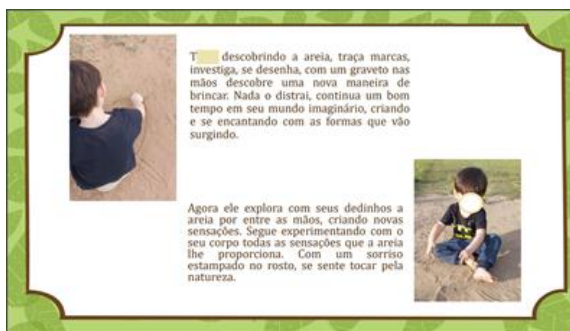 T descobrindo a areia, traça marcas,
investiga, se desenha, com um graveto nas
mãos descobre uma nova maneira de
brincar. Nada o distrai, continua um bom
tempo em seu mundo imaginário, criando
e se encantando com as formas que vão
surgindo.
Agora ele explora com seus dedinhos a
areia por entre as mãos, criando novas
sensações. Segue experimentando com o
seu corpo todas as sensações que a areia
lhe proporciona. Com um sorriso
estampado no rosto, se sente tocar pela
natureza.